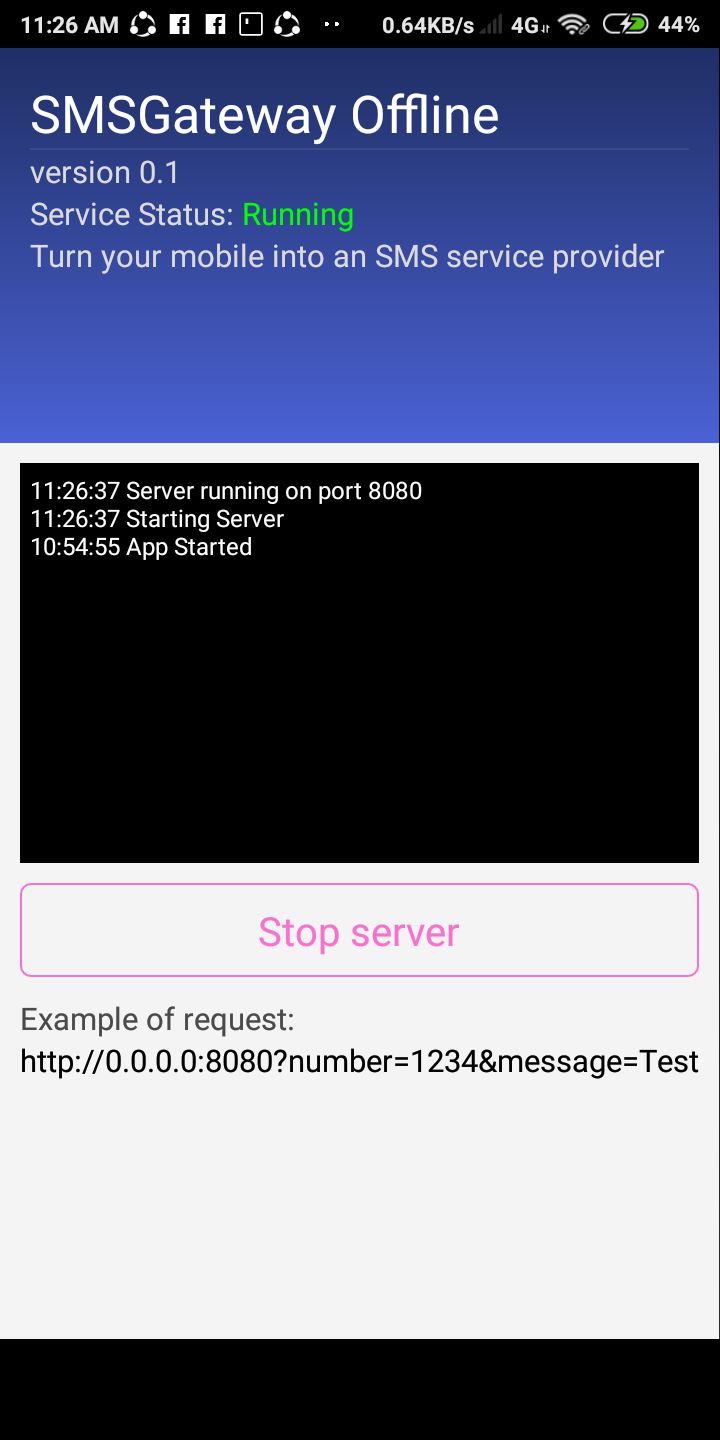 11:26 AM 0.64KB/s 4G 44%
SMSGateway Offline
version 0.1
Service Status: Running
Turn your mobile into an SMS service provider
11:26:37 Server running on port 8080
11:26:37 Starting Server
10:54:55 App Started
Stop server
Example of request:
http://0.0.0.0:8080?number=1234&message=Test